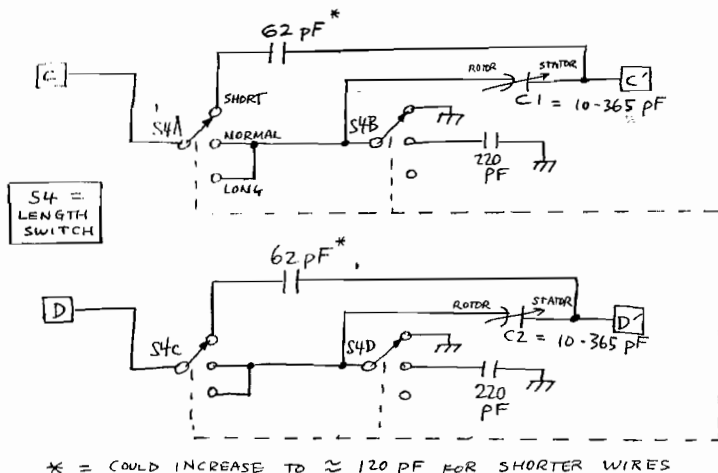 62 pF *
C
SHORT
S4A
NORMAL
LONG
S4B
ROTOR
STATOR
C'
C1 = 10-365 pF
220
PF
S4 =
LENGTH
SWITCH
62 pF *
D
S4C
S4D
ROTOR
STATOR
D'
C2 = 10-365 pF
220
PF
* = COULD INCREASE TO ≈ 120 PF FOR SHORTER WIRES